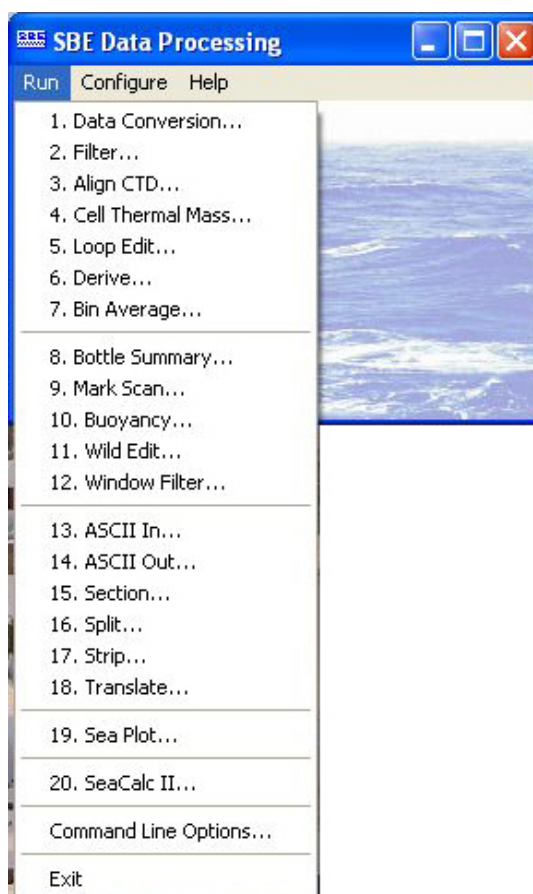 SBE SBE Data Processing
Run Configure Help
1. Data Conversion...
2. Filter...
3. Align CTD...
4. Cell Thermal Mass...
5. Loop Edit...
6. Derive...
7. Bin Average...
8. Bottle Summary...
9. Mark Scan...
10. Buoyancy...
11. Wild Edit...
12. Window Filter...
13. ASCII In...
14. ASCII Out...
15. Section...
16. Split...
17. Strip...
18. Translate...
19. Sea Plot...
20. SeaCalc II...
Command Line Options...
Exit